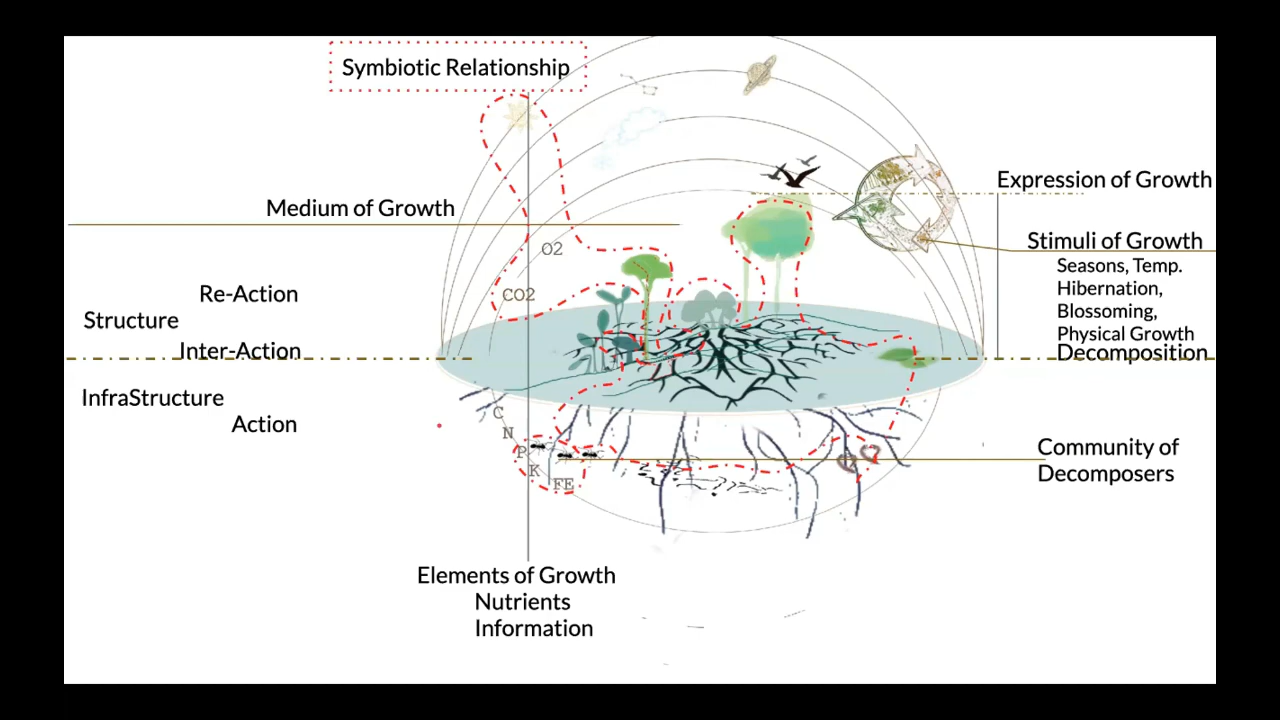 Symbiotic Relationship
Expression of Growth
Medium of Growth
Stimuli of Growth
O2
Seasons, Temp.
Hibernation,
Blossoming,
Physical Growth
Decomposition
Re-Action
CO2
Structure
Inter-Action
InfraStructure
Action
C
N
P
K
FE
Community of
Decomposers
Elements of Growth
Nutrients
Information